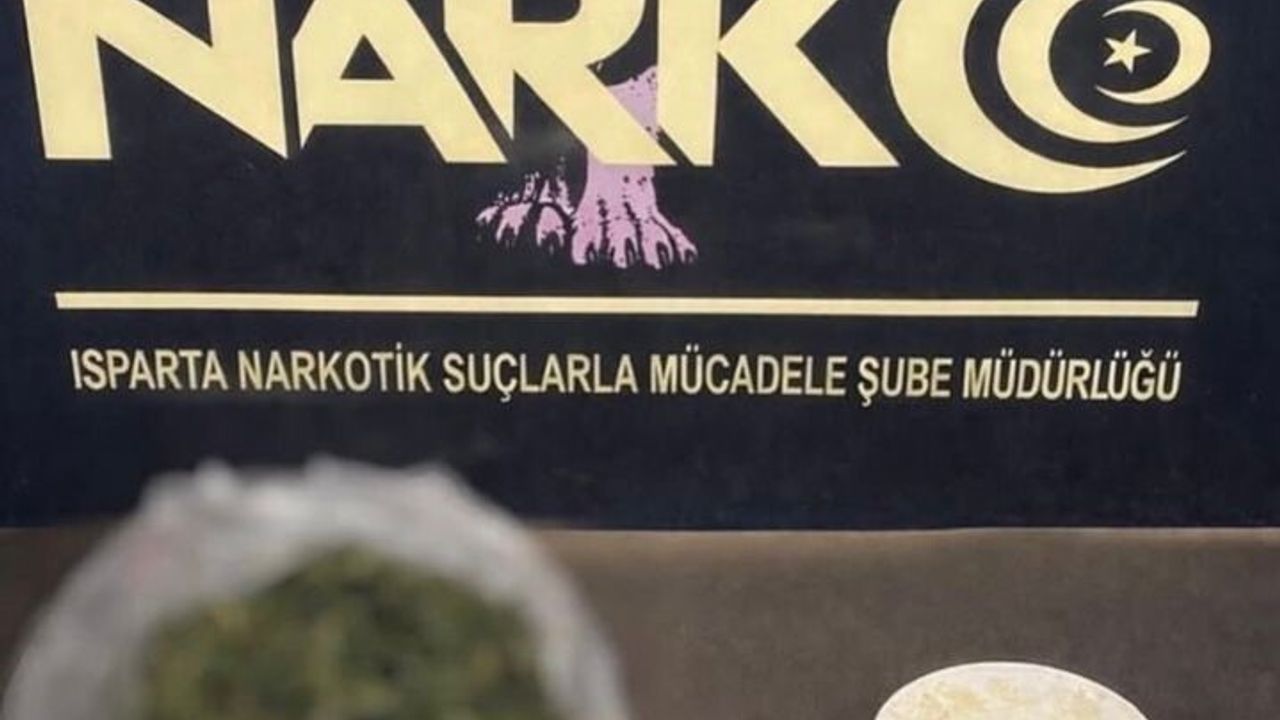 NARKO
ISPARTA NARKOTİK SUÇLARLA MÜCADELE ŞUBE MÜDÜRLÜĞÜ